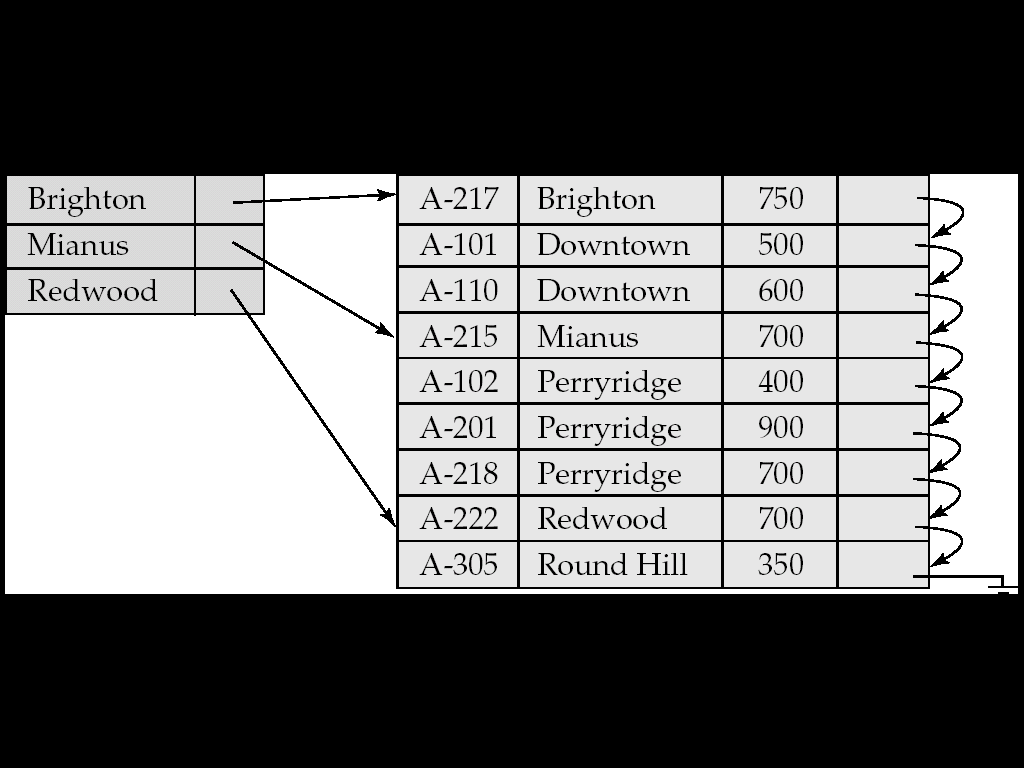 Brighton
Mianus
Redwood
A-217 Brighton 750
A-101 Downtown 500
A-110 Downtown 600
A-215 Mianus 700
A-102 Perryridge 400
A-201 Perryridge 900
A-218 Perryridge 700
A-222 Redwood 700
A-305 Round Hill 350